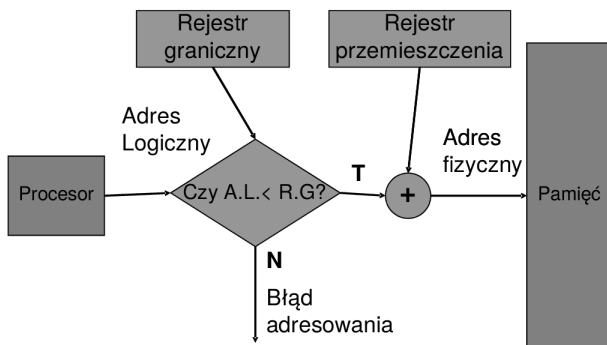 Rejestr
graniczny
Rejestr
przemieszczenia
Adres
Logiczny
Adres
fizyczny
Procesor
Czy A.L.< R.G?
T
+
Pamięć
N
Błąd
adresowania